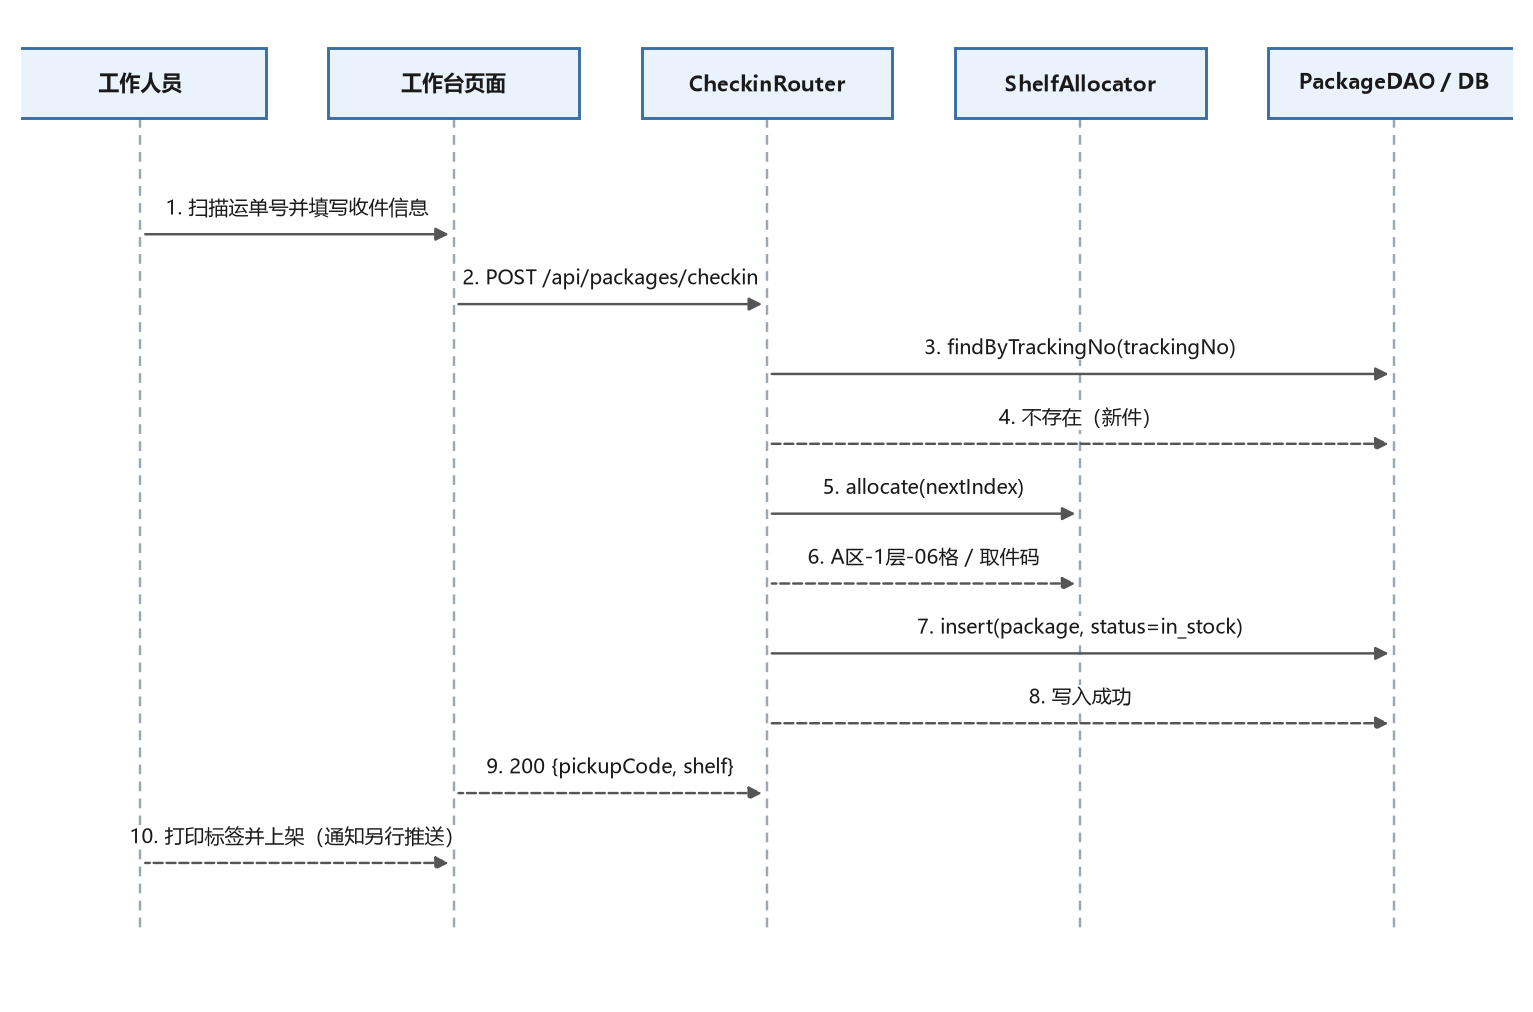 工作人员
工作台页面
CheckinRouter
ShelfAllocator
PackageDAO / DB
1. 扫描运单号并填写收件信息
2. POST /api/packages/checkin
3. findByTrackingNo(trackingNo)
4. 不存在（新件）
5. allocate(nextIndex)
6. A区-1层-06格 / 取件码
7. insert(package, status=in_stock)
8. 写入成功
9. 200 {pickupCode, shelf}
10. 打印标签并上架（通知另行推送）